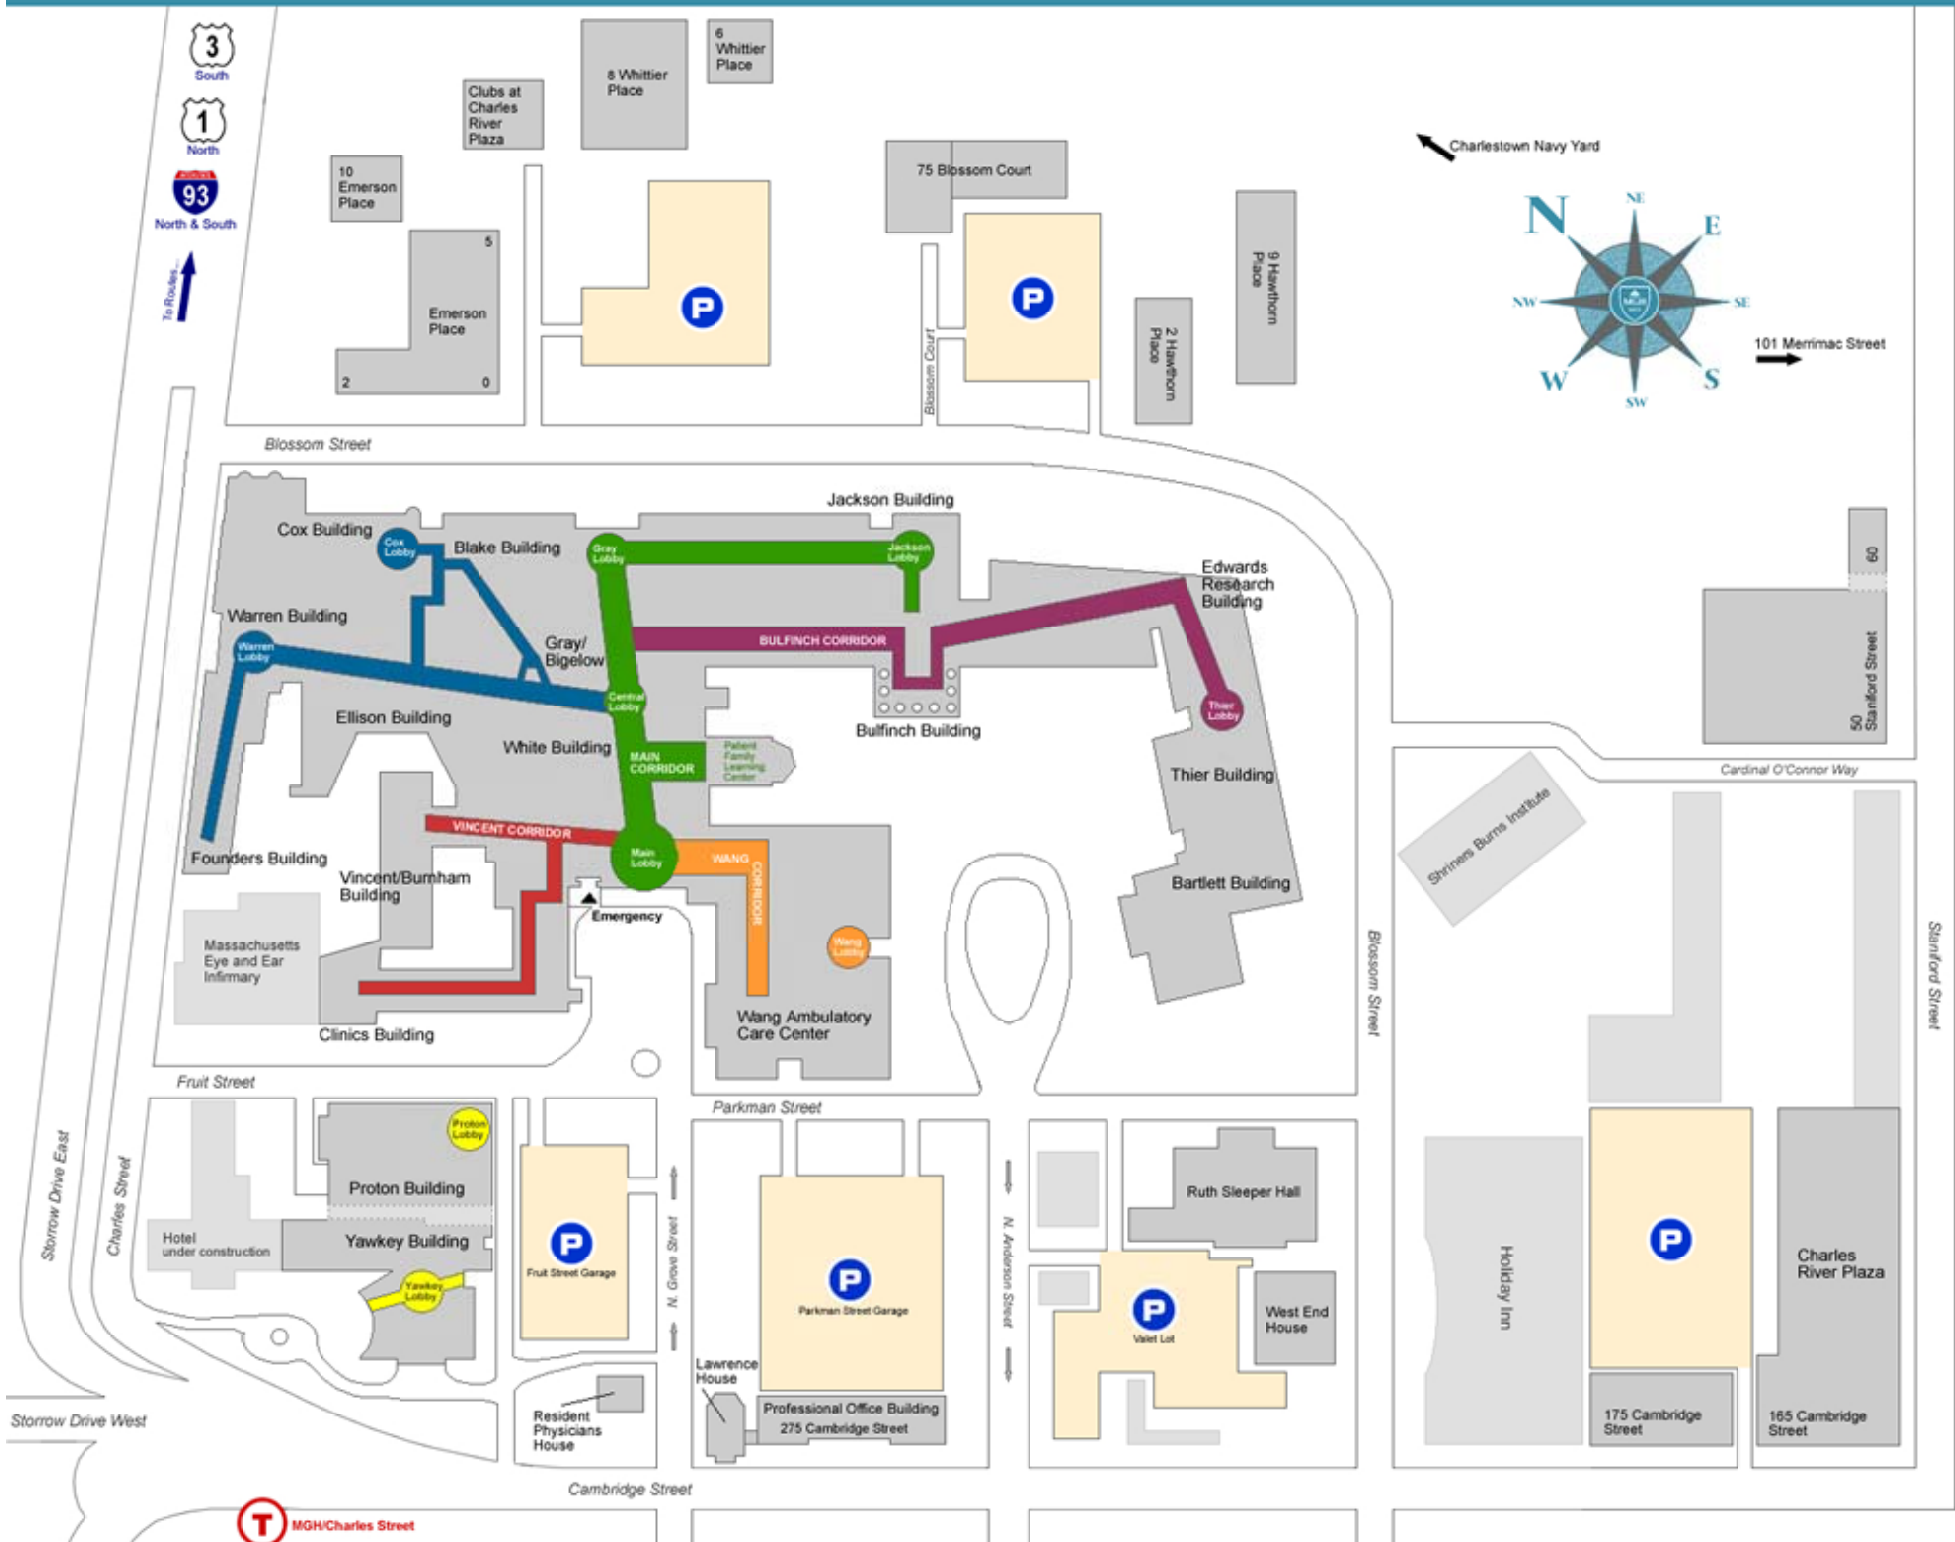 3
South
1
North
93
North & South
To Routes...
6
Whittier
Place
8 Whittier
Place
Clubs at
Charles
River
Plaza
10
Emerson
Place
5
Emerson
Place
2
0
P
75 Blossom Court
P
Blossom Court
2 Hawthorn
Place
9 Hawthorn
Place
Charlestown Navy Yard
N
NE
E
NW
SE
MGH
W
SW
S
101 Merrimac Street
Blossom Street
Jackson Building
Cox Building
Cox
Lobby
Blake Building
Gray
Lobby
Jackson
Lobby
Edwards
Research
Building
Warren Building
Warren
Lobby
Gray/
Bigelow
BULFINCH CORRIDOR
Central
Lobby
Thier
Lobby
Ellison Building
White Building
Bulfinch Building
MAIN
CORRIDOR
Patient
Family
Learning
Center
Thier Building
VINCENT CORRIDOR
Main
Lobby
WANG
CORRIDOR
Founders Building
Vincent/Burnham
Building
Emergency
Bartlett Building
Massachusetts
Eye and Ear
Infirmary
Wang
Lobby
Wang Ambulatory
Care Center
Clinics Building
60
50
Staniford Street
Cardinal O'Connor Way
Shriners Burns Institute
Blossom Street
Staniford Street
Fruit Street
Parkman Street
Storrow Drive East
Charles Street
Proton
Lobby
Proton Building
Hotel
under construction
Yawkey Building
Yawkey
Lobby
P
Fruit Street Garage
N. Grove Street
P
Parkman Street Garage
N. Anderson Street
Ruth Sleeper Hall
P
Valet Lot
West End
House
Holiday Inn
P
Charles
River Plaza
Lawrence
House
Resident
Physicians
House
Professional Office Building
275 Cambridge Street
175 Cambridge
Street
165 Cambridge
Street
Storrow Drive West
Cambridge Street
T
MGH/Charles Street